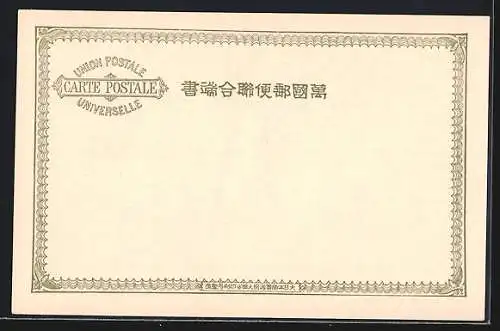 UNION POSTALE
CARTE POSTALE
UNIVERSELLE
書端合聯便郵國萬